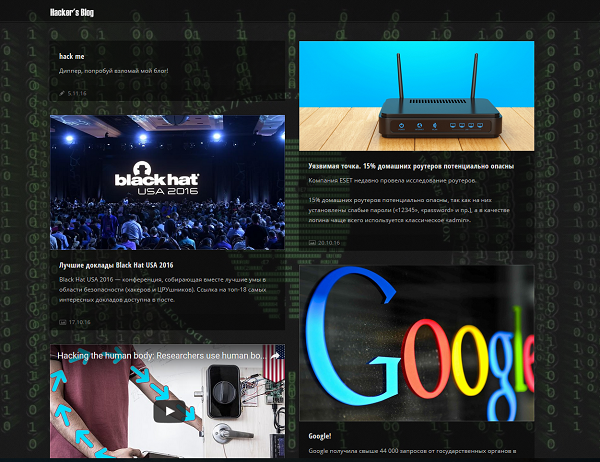 Hacker's Blog
hack me
Диппер, попробуй взломай мой блог!
5.11.16
black hat
USA 2016
Лучшие доклады Black Hat USA 2016
Black Hat USA 2016 — конференция, собирающая вместе лучшие умы в
области безопасности (хакеров и ЦРУшников). Ссылка на топ-18 самых
интересных докладов доступна в посте.
17.10.16
Hacking the human body: Researchers use human bo...
Уязвимая точка. 15% домашних роутеров потенциально опасны
Компания ESET недавно провела исследование роутеров.
15% домашних роутеров потенциально опасны, так как на них
установлены слабые пароли («12345», «password» и пр.), а в качестве
логина чаще всего используется классическое «admin».
20.10.16
Google
Google!
Google получила свыше 44 000 запросов от государственных органов в